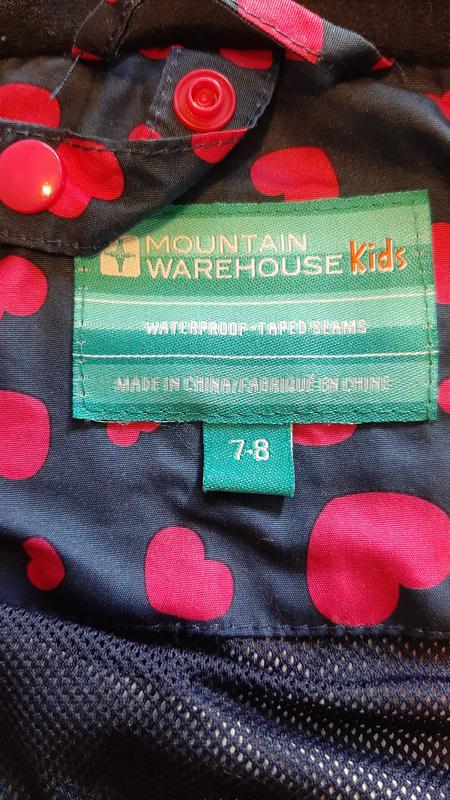 MOUNTAIN
WAREHOUSE Kids
WATERPROOF-TAPED SEAMS
MADE IN CHINA/FABRIQUÉ EN CHINE
7-8